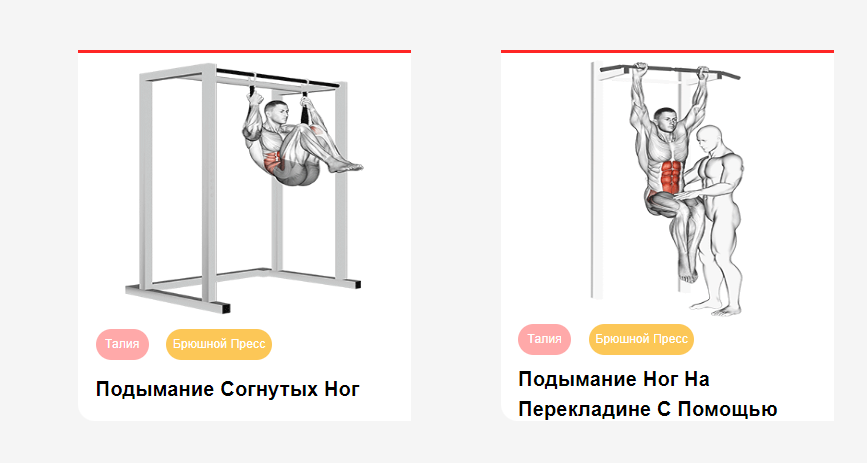 Талия
Брюшной Пресс
Подымание Согнутых Ног
Талия
Брюшной Пресс
Подымание Ног На
Перекладине С Помощью